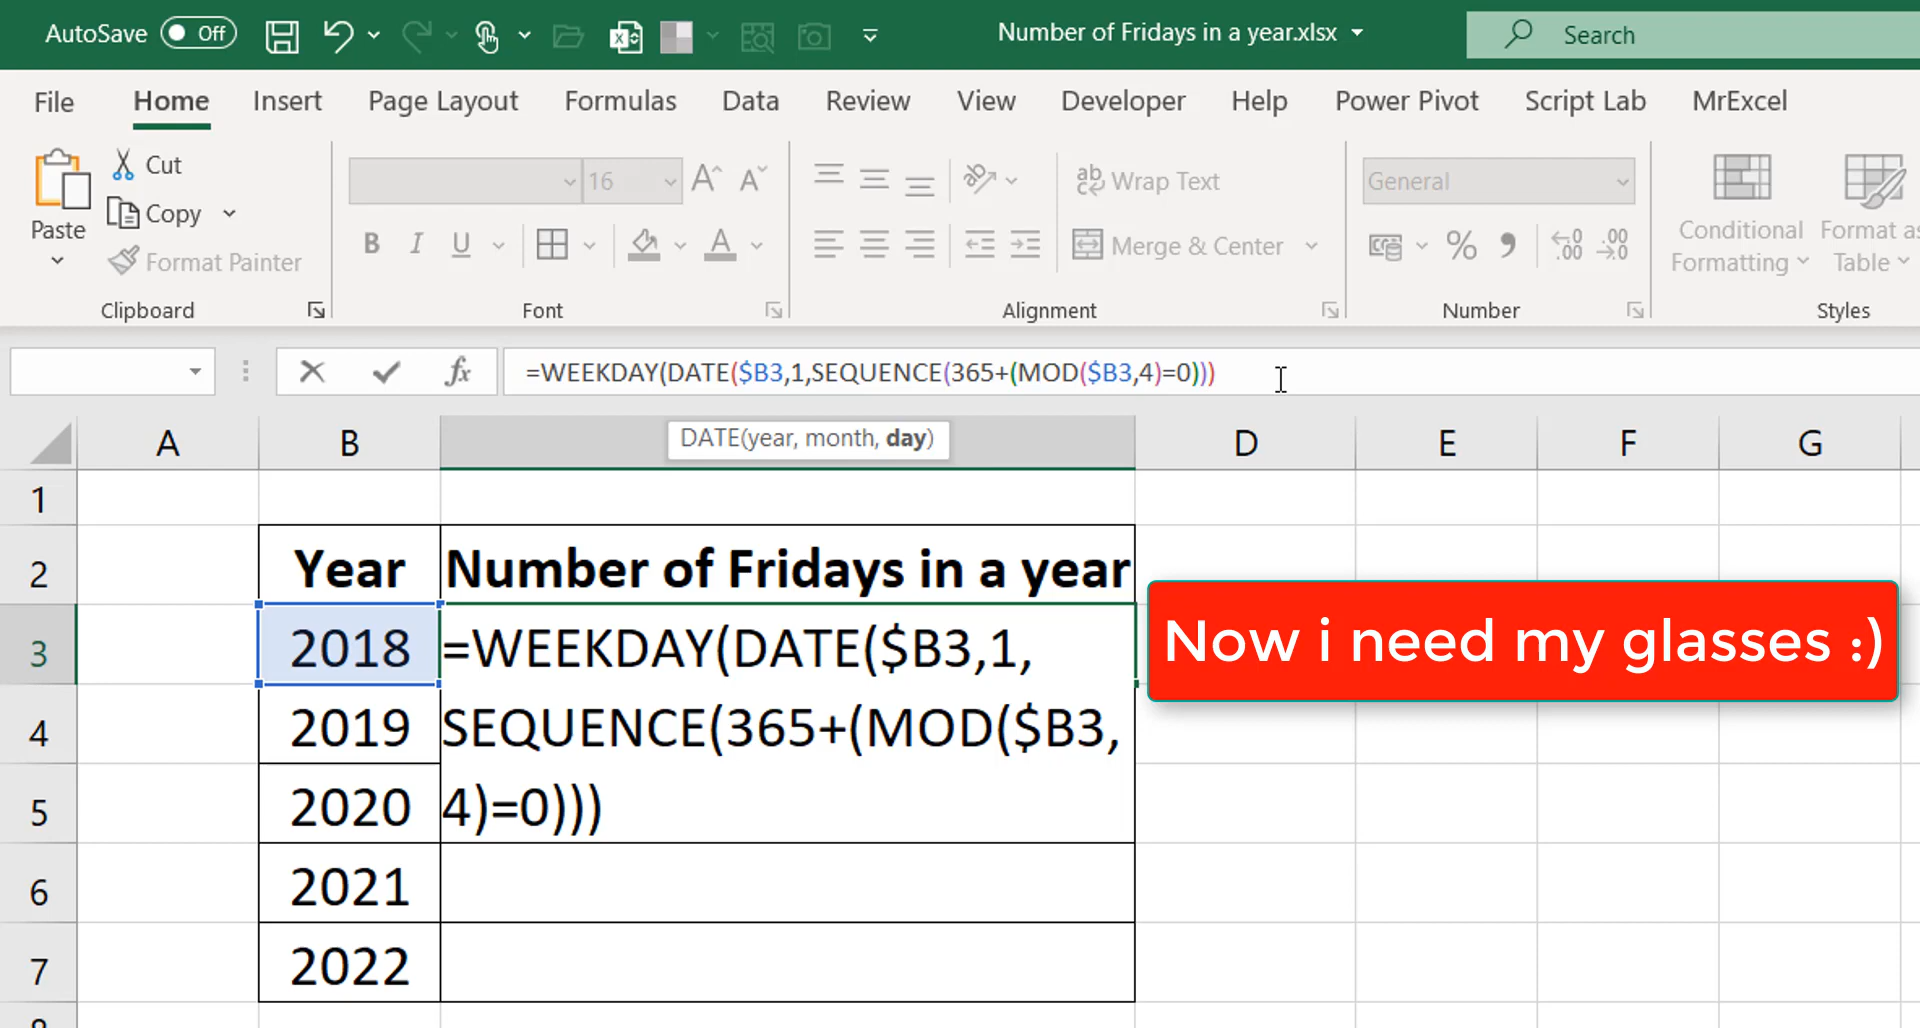 AutoSave Off Number of Fridays in a year.xlsx Search
File Home Insert Page Layout Formulas Data Review View Developer Help Power Pivot Script Lab MrExcel
Cut
Copy
Paste
Format Painter
Clipboard
16
B I U
Font
Wrap Text
Merge & Center
Alignment
General
Number
Conditional
Formatting
Format as
Table
Styles
=WEEKDAY(DATE($B3,1,SEQUENCE(365+(MOD($B3,4)=0)))
DATE(year, month, day)
A B D E F G
1
2 Year Number of Fridays in a year
3 2018 =WEEKDAY(DATE($B3,1,
Now i need my glasses :)
4 2019 SEQUENCE(365+(MOD($B3,
5 2020 4)=0)))
6 2021
7 2022
8